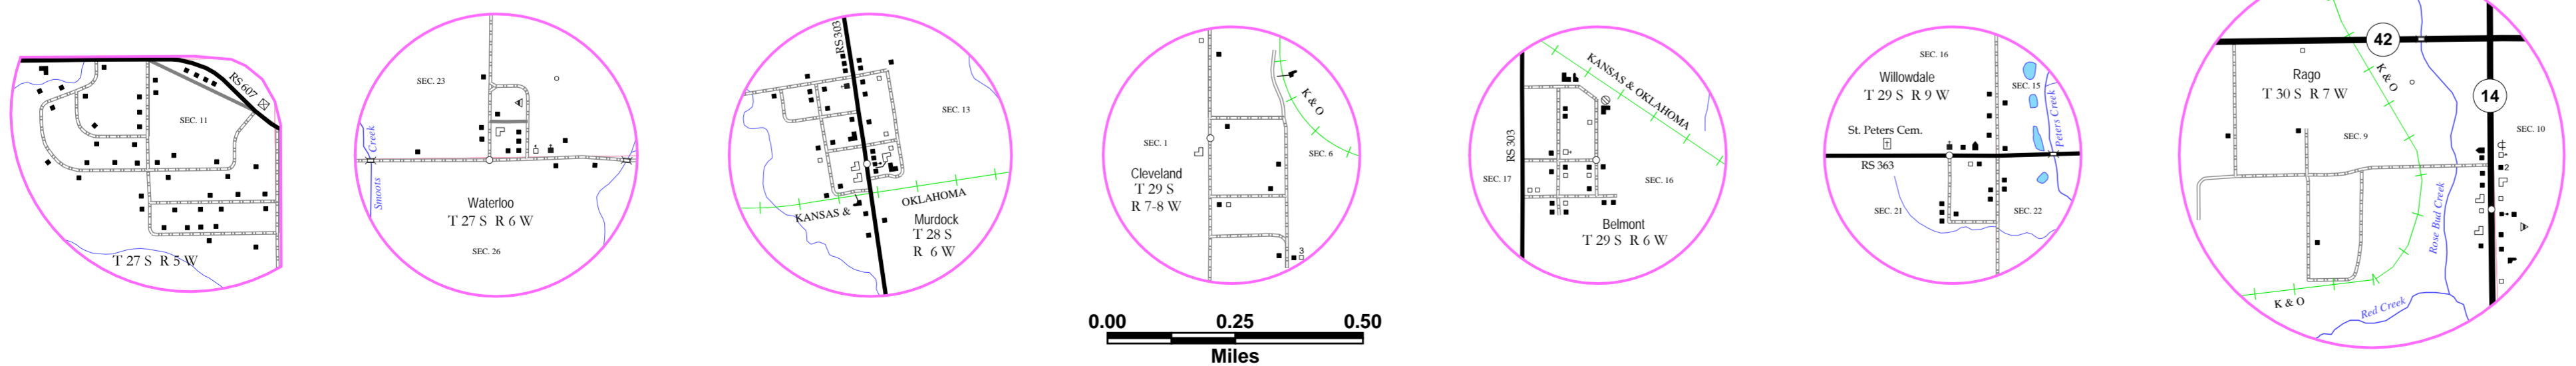 RS 607
SEC. 11
T 27 S R 5 W
SEC. 23
Smoots Creek
Waterloo
T 27 S R 6 W
SEC. 26
RS 303
SEC. 13
KANSAS & OKLAHOMA
Murdock
T 28 S
R 6 W
K & O
SEC. 1
SEC. 6
Cleveland
T 29 S
R 7-8 W
3
0.00 0.25 0.50
Miles
KANSAS & OKLAHOMA
RS 303
SEC. 17
SEC. 16
Belmont
T 29 S R 6 W
SEC. 16
Willowdale
T 29 S R 9 W
SEC. 15
Peters Creek
St. Peters Cem.
RS 363
SEC. 21
SEC. 22
42
K & O
Rago
T 30 S R 7 W
14
SEC. 9
SEC. 10
2
Rose Bud Creek
K & O
Red Creek